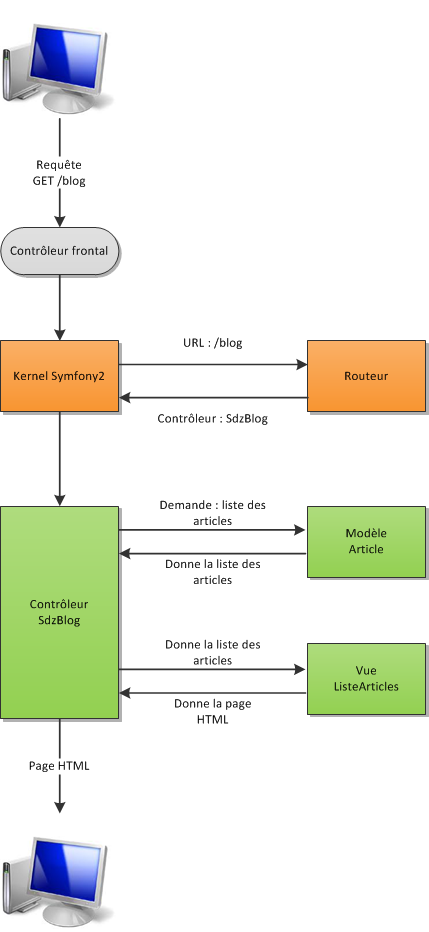 Requête
GET /blog
Contrôleur frontal
URL : /blog
Kernel Symfony2
Routeur
Contrôleur : SdzBlog
Demande : liste des
articles
Modèle
Article
Donne la liste des
articles
Contrôleur
SdzBlog
Donne la liste des
articles
Vue
ListeArticles
Donne la page
HTML
Page HTML